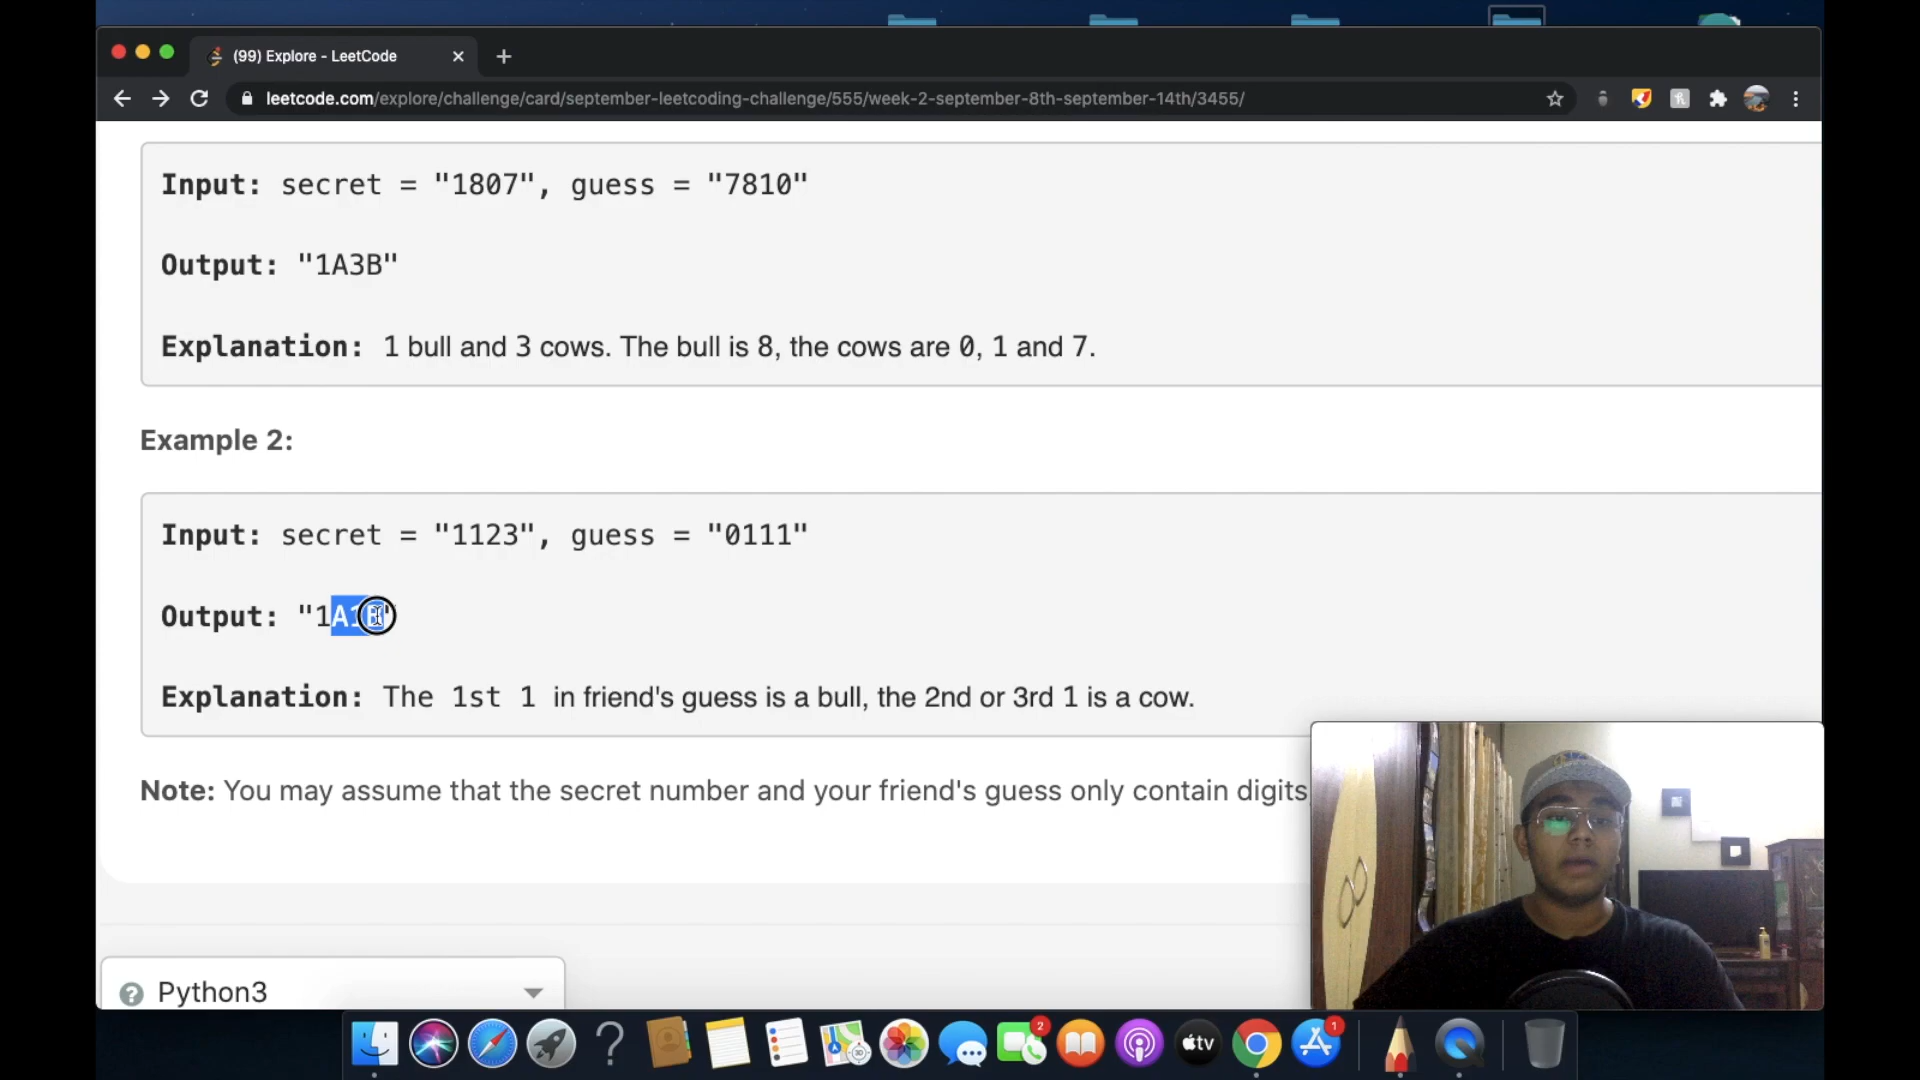 (99) Explore - LeetCode
leetcode.com/explore/challenge/card/september-leetcoding-challenge/555/week-2-september-8th-september-14th/3455/
Input: secret = "1807", guess = "7810"
Output: "1A3B"
Explanation: 1 bull and 3 cows. The bull is 8, the cows are 0, 1 and 7.
Example 2:
Input: secret = "1123", guess = "0111"
Output: "1A1B"
Explanation: The 1st 1 in friend's guess is a bull, the 2nd or 3rd 1 is a cow.
Note: You may assume that the secret number and your friend's guess only contain digits
? Python3
2
tv
1